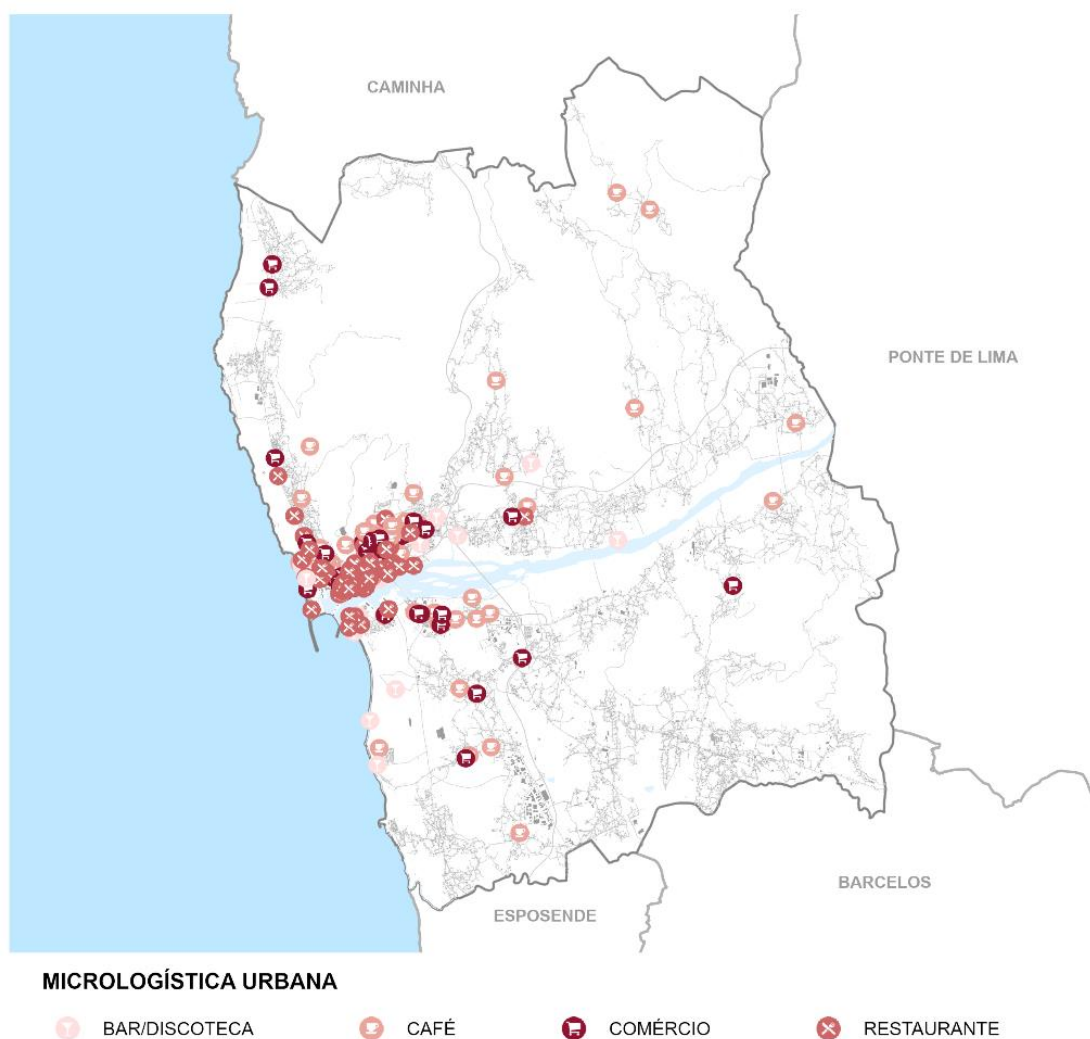 CAMINHA
PONTE DE LIMA
BARCELOS
ESPOSENDE
MICROLOGÍSTICA URBANA
BAR/DISCOTECA CAFÉ COMÉRCIO RESTAURANTE